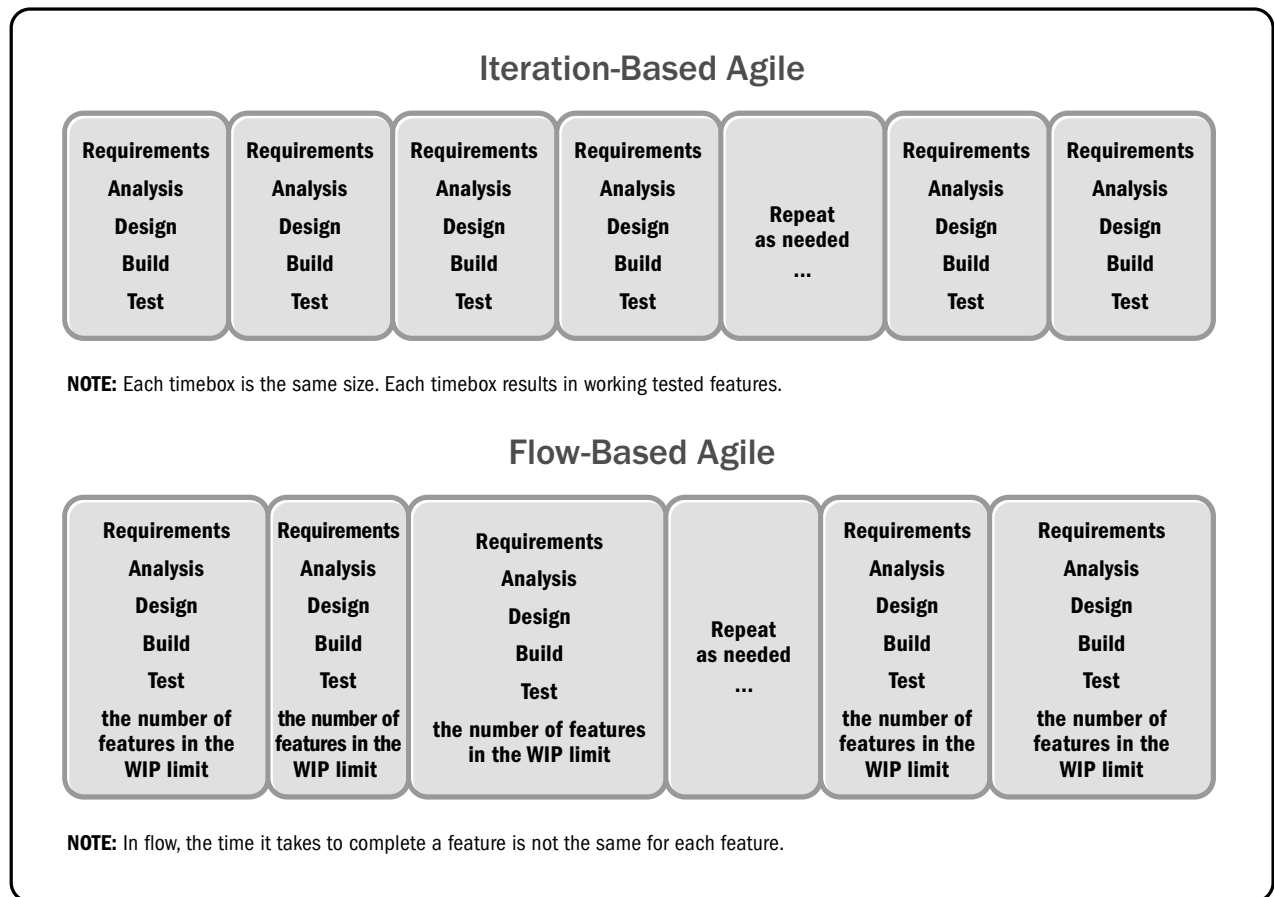 Iteration-Based Agile
Requirements
Analysis
Design
Build
Test
Requirements
Analysis
Design
Build
Test
Requirements
Analysis
Design
Build
Test
Requirements
Analysis
Design
Build
Test
Repeat
as needed
...
Requirements
Analysis
Design
Build
Test
Requirements
Analysis
Design
Build
Test
NOTE: Each timebox is the same size. Each timebox results in working tested features.
Flow-Based Agile
Requirements
Analysis
Design
Build
Test
the number of
features in the
WIP limit
Requirements
Analysis
Design
Build
Test
the number of
features in the
WIP limit
Requirements
Analysis
Design
Build
Test
the number of features
in the WIP limit
Repeat
as needed
...
Requirements
Analysis
Design
Build
Test
the number of
features in the
WIP limit
Requirements
Analysis
Design
Build
Test
the number of
features in the
WIP limit
NOTE: In flow, the time it takes to complete a feature is not the same for each feature.